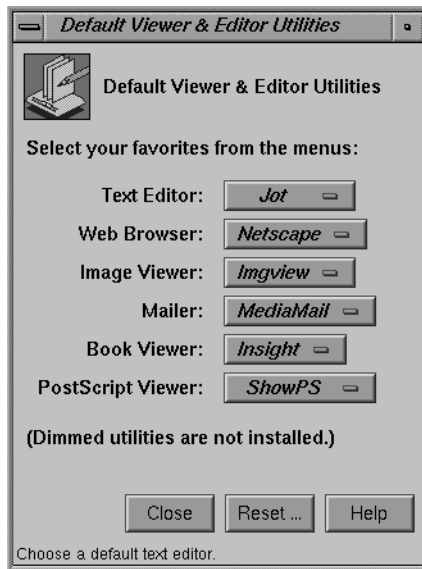 Default Viewer & Editor Utilities
Default Viewer & Editor Utilities
Select your favorites from the menus:
Text Editor: Jot
Web Browser: Netscape
Image Viewer: Imgview
Mailer: MediaMail
Book Viewer: Insight
PostScript Viewer: ShowPS
(Dimmed utilities are not installed.)
Close Reset ... Help
Choose a default text editor.